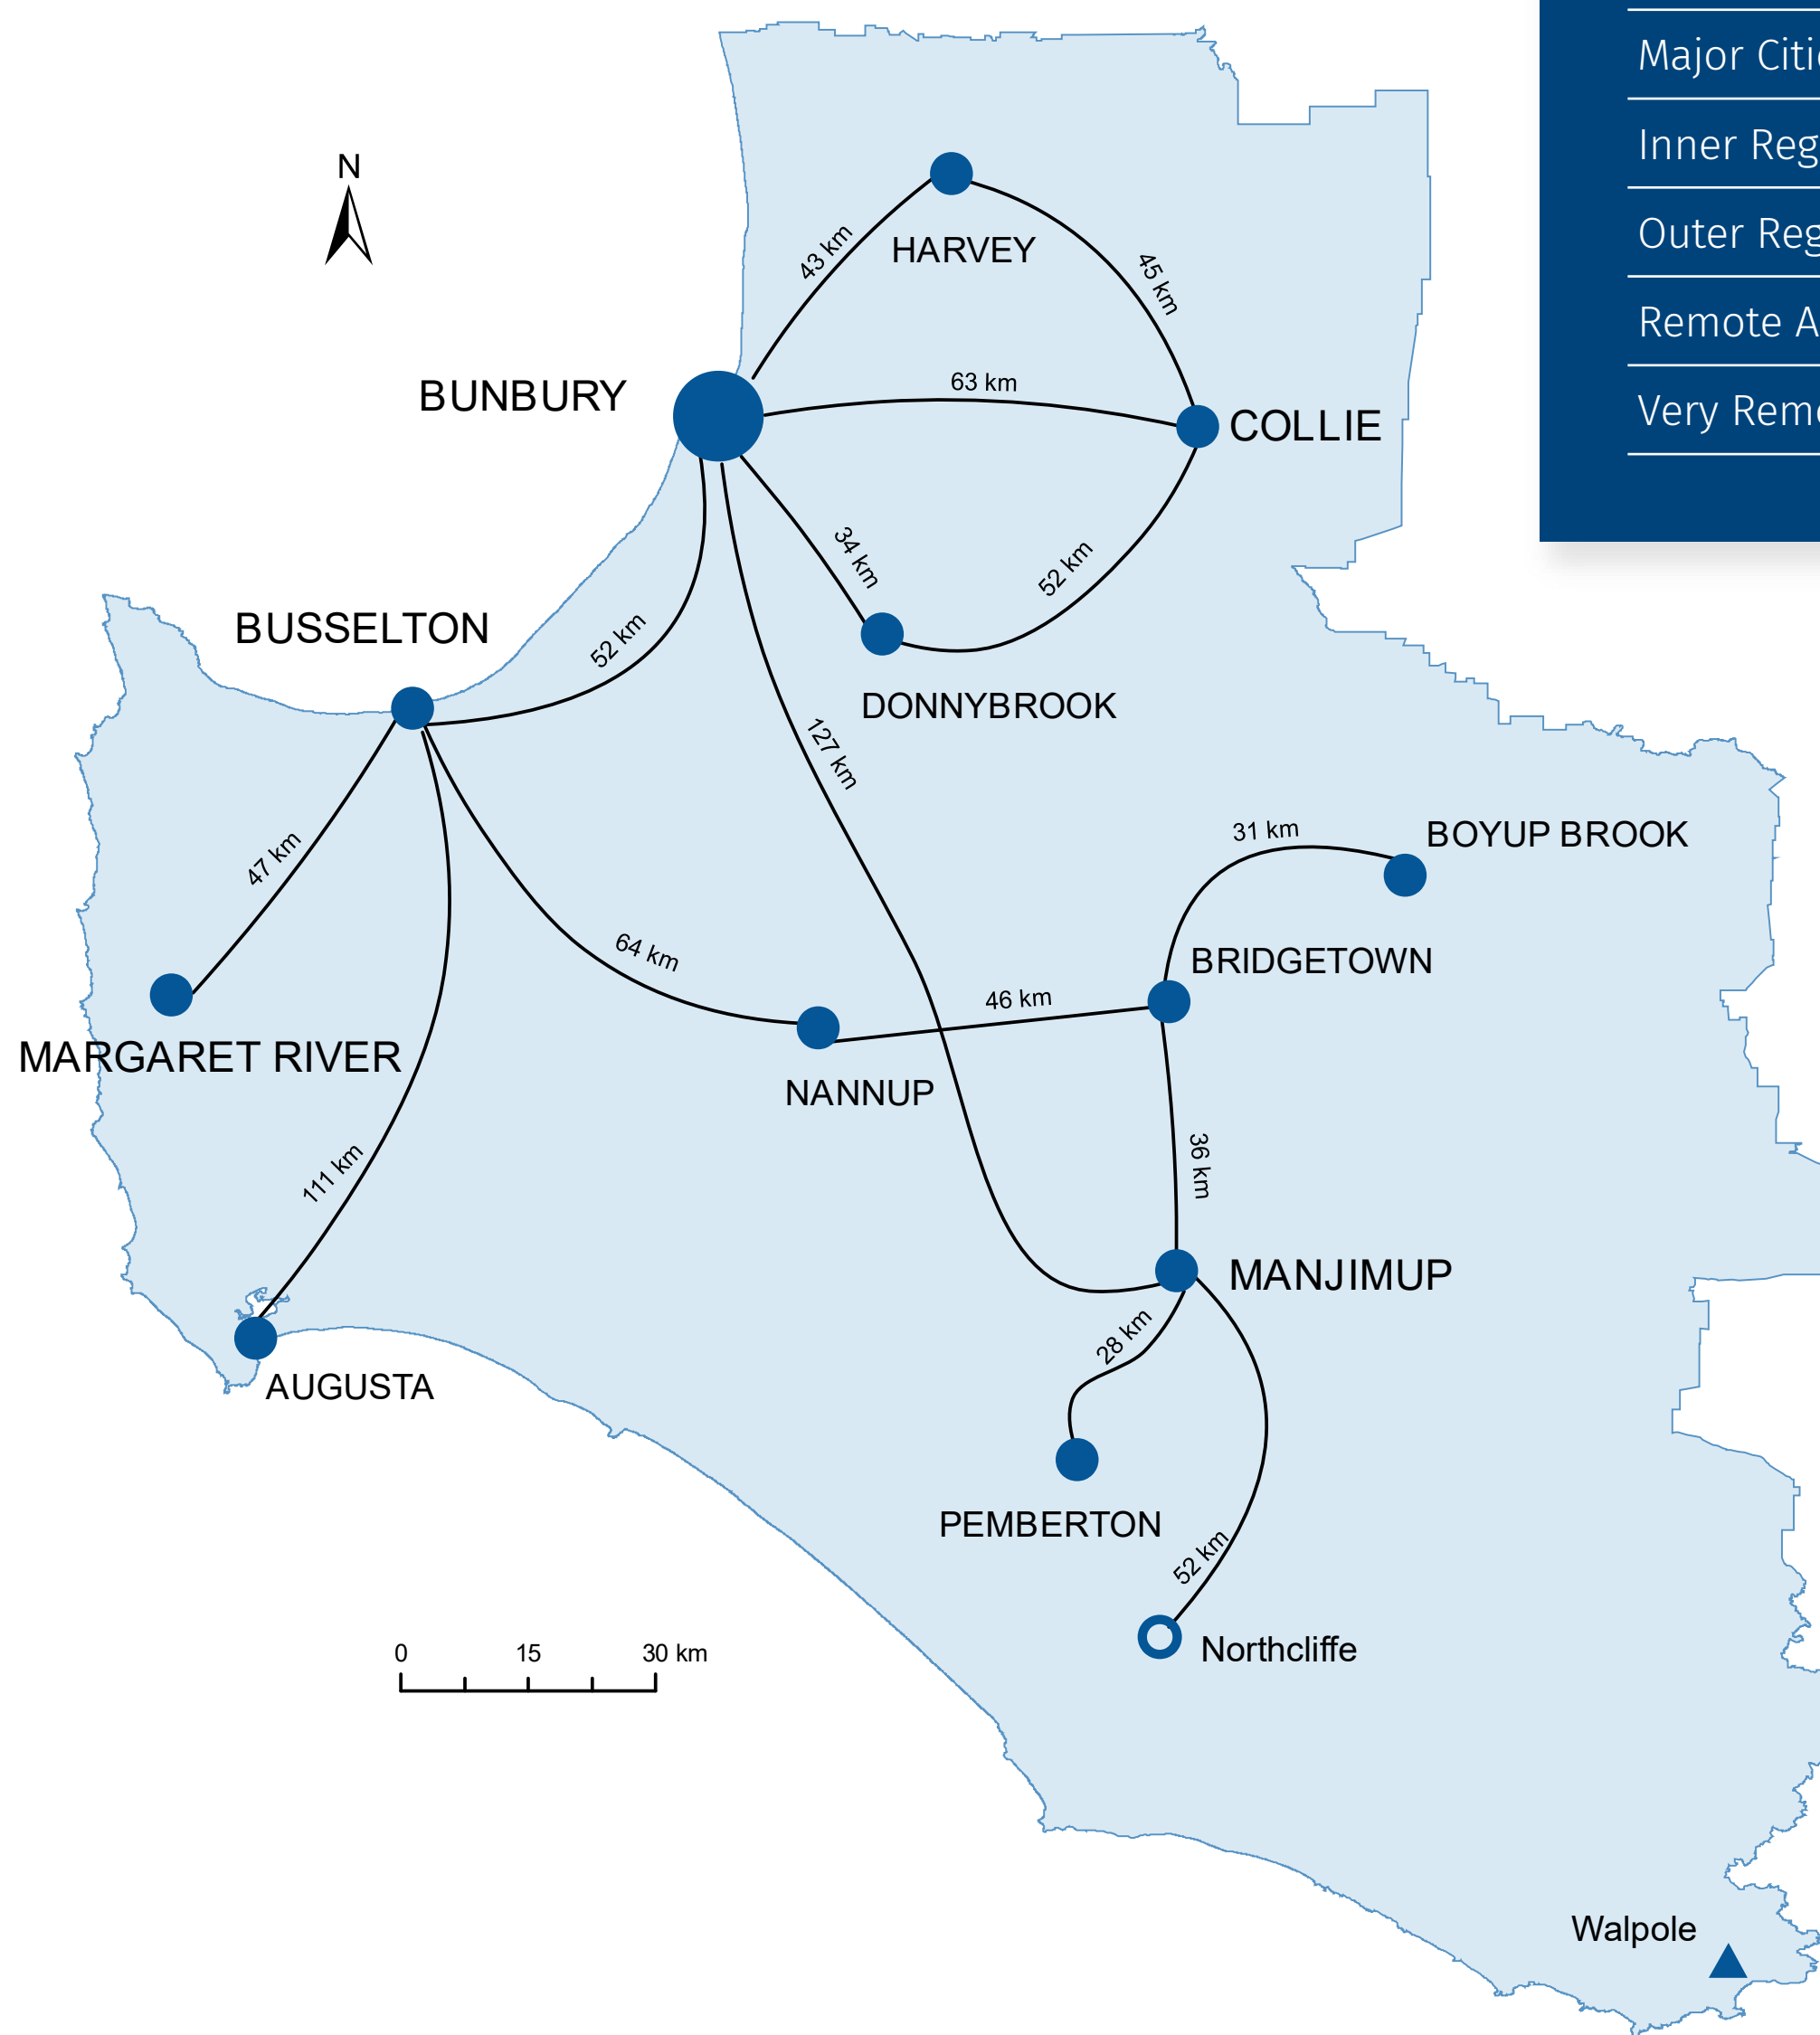 Major Citi
Inner Reg
Outer Reg
Remote A
Very Rem
N
HARVEY
43 km
45 km
BUNBURY
63 km
COLLIE
34 km
52 km
BUSSELTON
52 km
DONNYBROOK
127 km
31 km
BOYUP BROOK
47 km
64 km
BRIDGETOWN
46 km
MARGARET RIVER
NANNUP
111 km
36 km
MANJIMUP
28 km
AUGUSTA
PEMBERTON
52 km
Northcliffe
0 15 30 km
Walpole